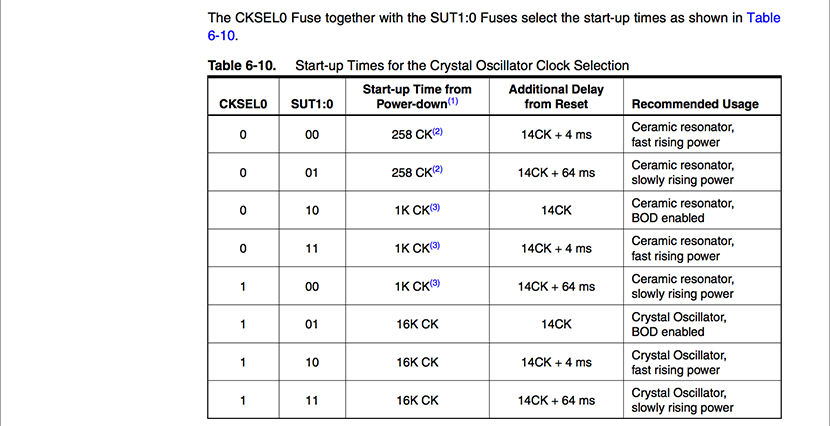 The CKSEL0 Fuse together with the SUT1:0 Fuses select the start-up times as shown in Table
6-10.
Table 6-10. Start-up Times for the Crystal Oscillator Clock Selection
CKSEL0 SUT1:0 Start-up Time from Power-down(1) Additional Delay from Reset Recommended Usage
0 00 258 CK(2) 14CK + 4 ms Ceramic resonator, fast rising power
0 01 258 CK(2) 14CK + 64 ms Ceramic resonator, slowly rising power
0 10 1K CK(3) 14CK Ceramic resonator, BOD enabled
0 11 1K CK(3) 14CK + 4 ms Ceramic resonator, fast rising power
1 00 1K CK(3) 14CK + 64 ms Ceramic resonator, slowly rising power
1 01 16K CK 14CK Crystal Oscillator, BOD enabled
1 10 16K CK 14CK + 4 ms Crystal Oscillator, fast rising power
1 11 16K CK 14CK + 64 ms Crystal Oscillator, slowly rising power